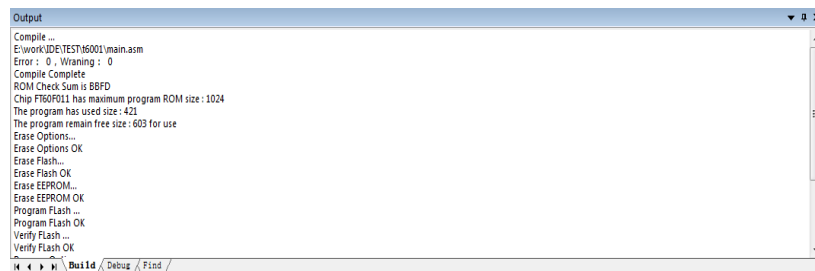 Output
Compile ...
E:\work\IDE\TEST\t6001\main.asm
Error :  0 , Wraning :  0
Compile Complete
ROM Check Sum is BBFD
Chip FT60F011 has maximum program ROM size : 1024
The program has used size : 421
The program remain free size : 603 for use
Erase Options...
Erase Options OK
Erase Flash...
Erase Flash OK
Erase EEPROM...
Erase EEPROM OK
Program FLash ...
Program FLash OK
Verify FLash ...
Verify FLash OK
Build / Debug / Find /